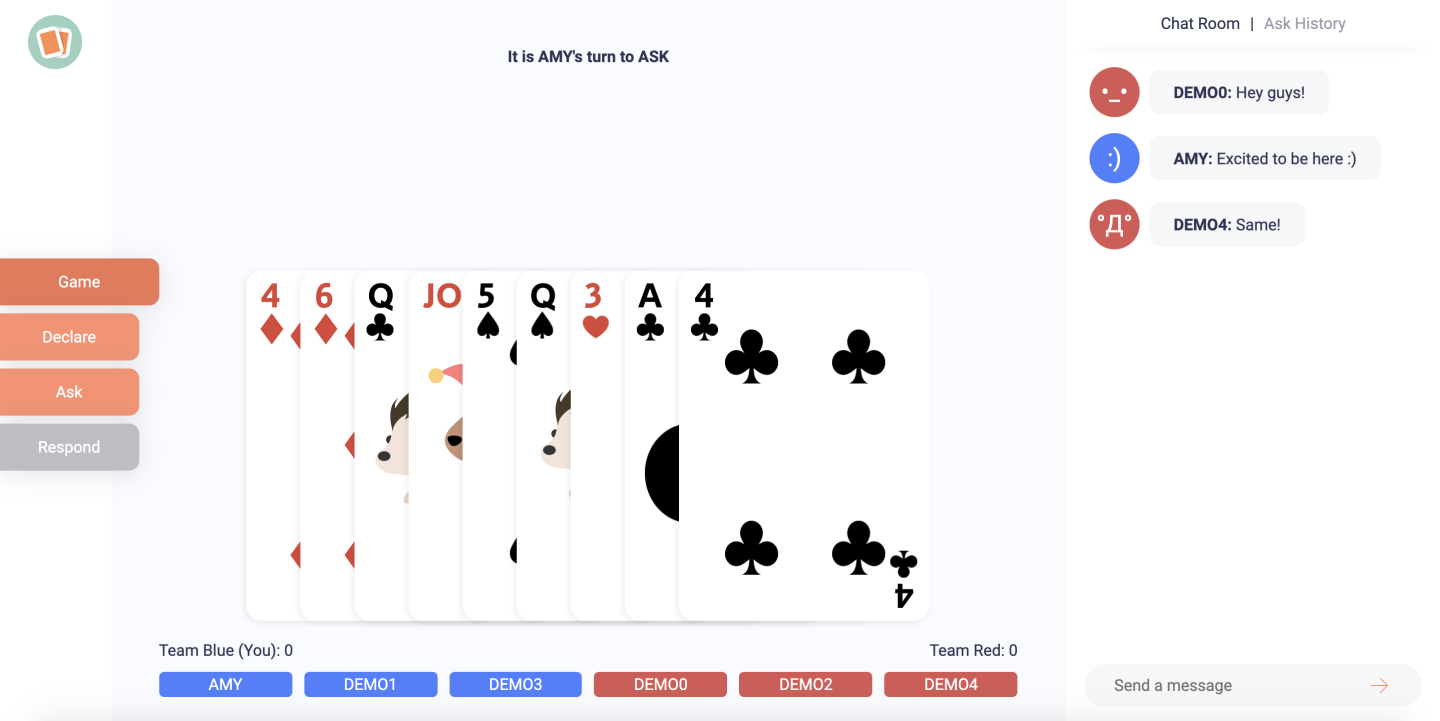 Chat Room | Ask History
It is AMY's turn to ASK
•_•
DEMO0: Hey guys!
:)
AMY: Excited to be here :)
°Д°
DEMO4: Same!
Game
Declare
Ask
Respond
4 6 Q JO 5 Q 3 A 4
4
Team Blue (You): 0
Team Red: 0
AMY DEMO1 DEMO3 DEMO0 DEMO2 DEMO4
Send a message